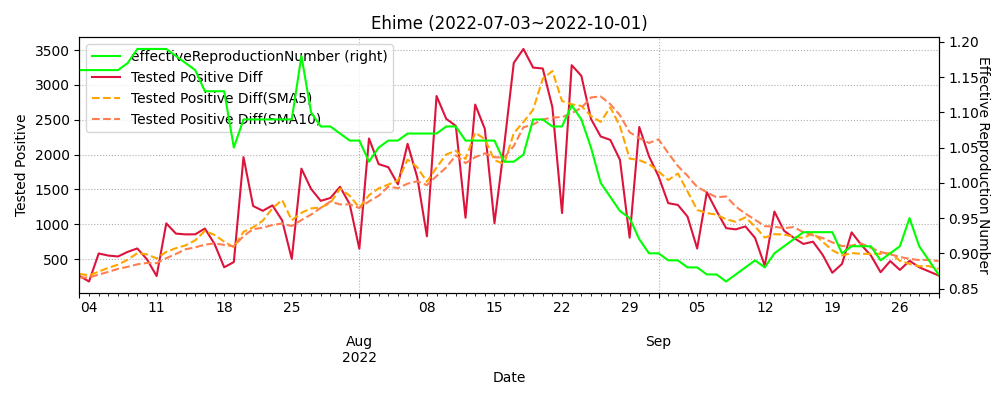 Ehime (2022-07-03~2022-10-01)
effectiveReproductionNumber (right)
Tested Positive Diff
Tested Positive Diff(SMA5)
Tested Positive Diff(SMA10)
Tested Positive
3500
3000
2500
2000
1500
1000
500
1.20
1.15
1.10
1.05
1.00
0.95
0.90
0.85
Effective Reproduction Number
04 11 18 25 08 15 22 29 05 12 19 26
Aug Sep
2022
Date